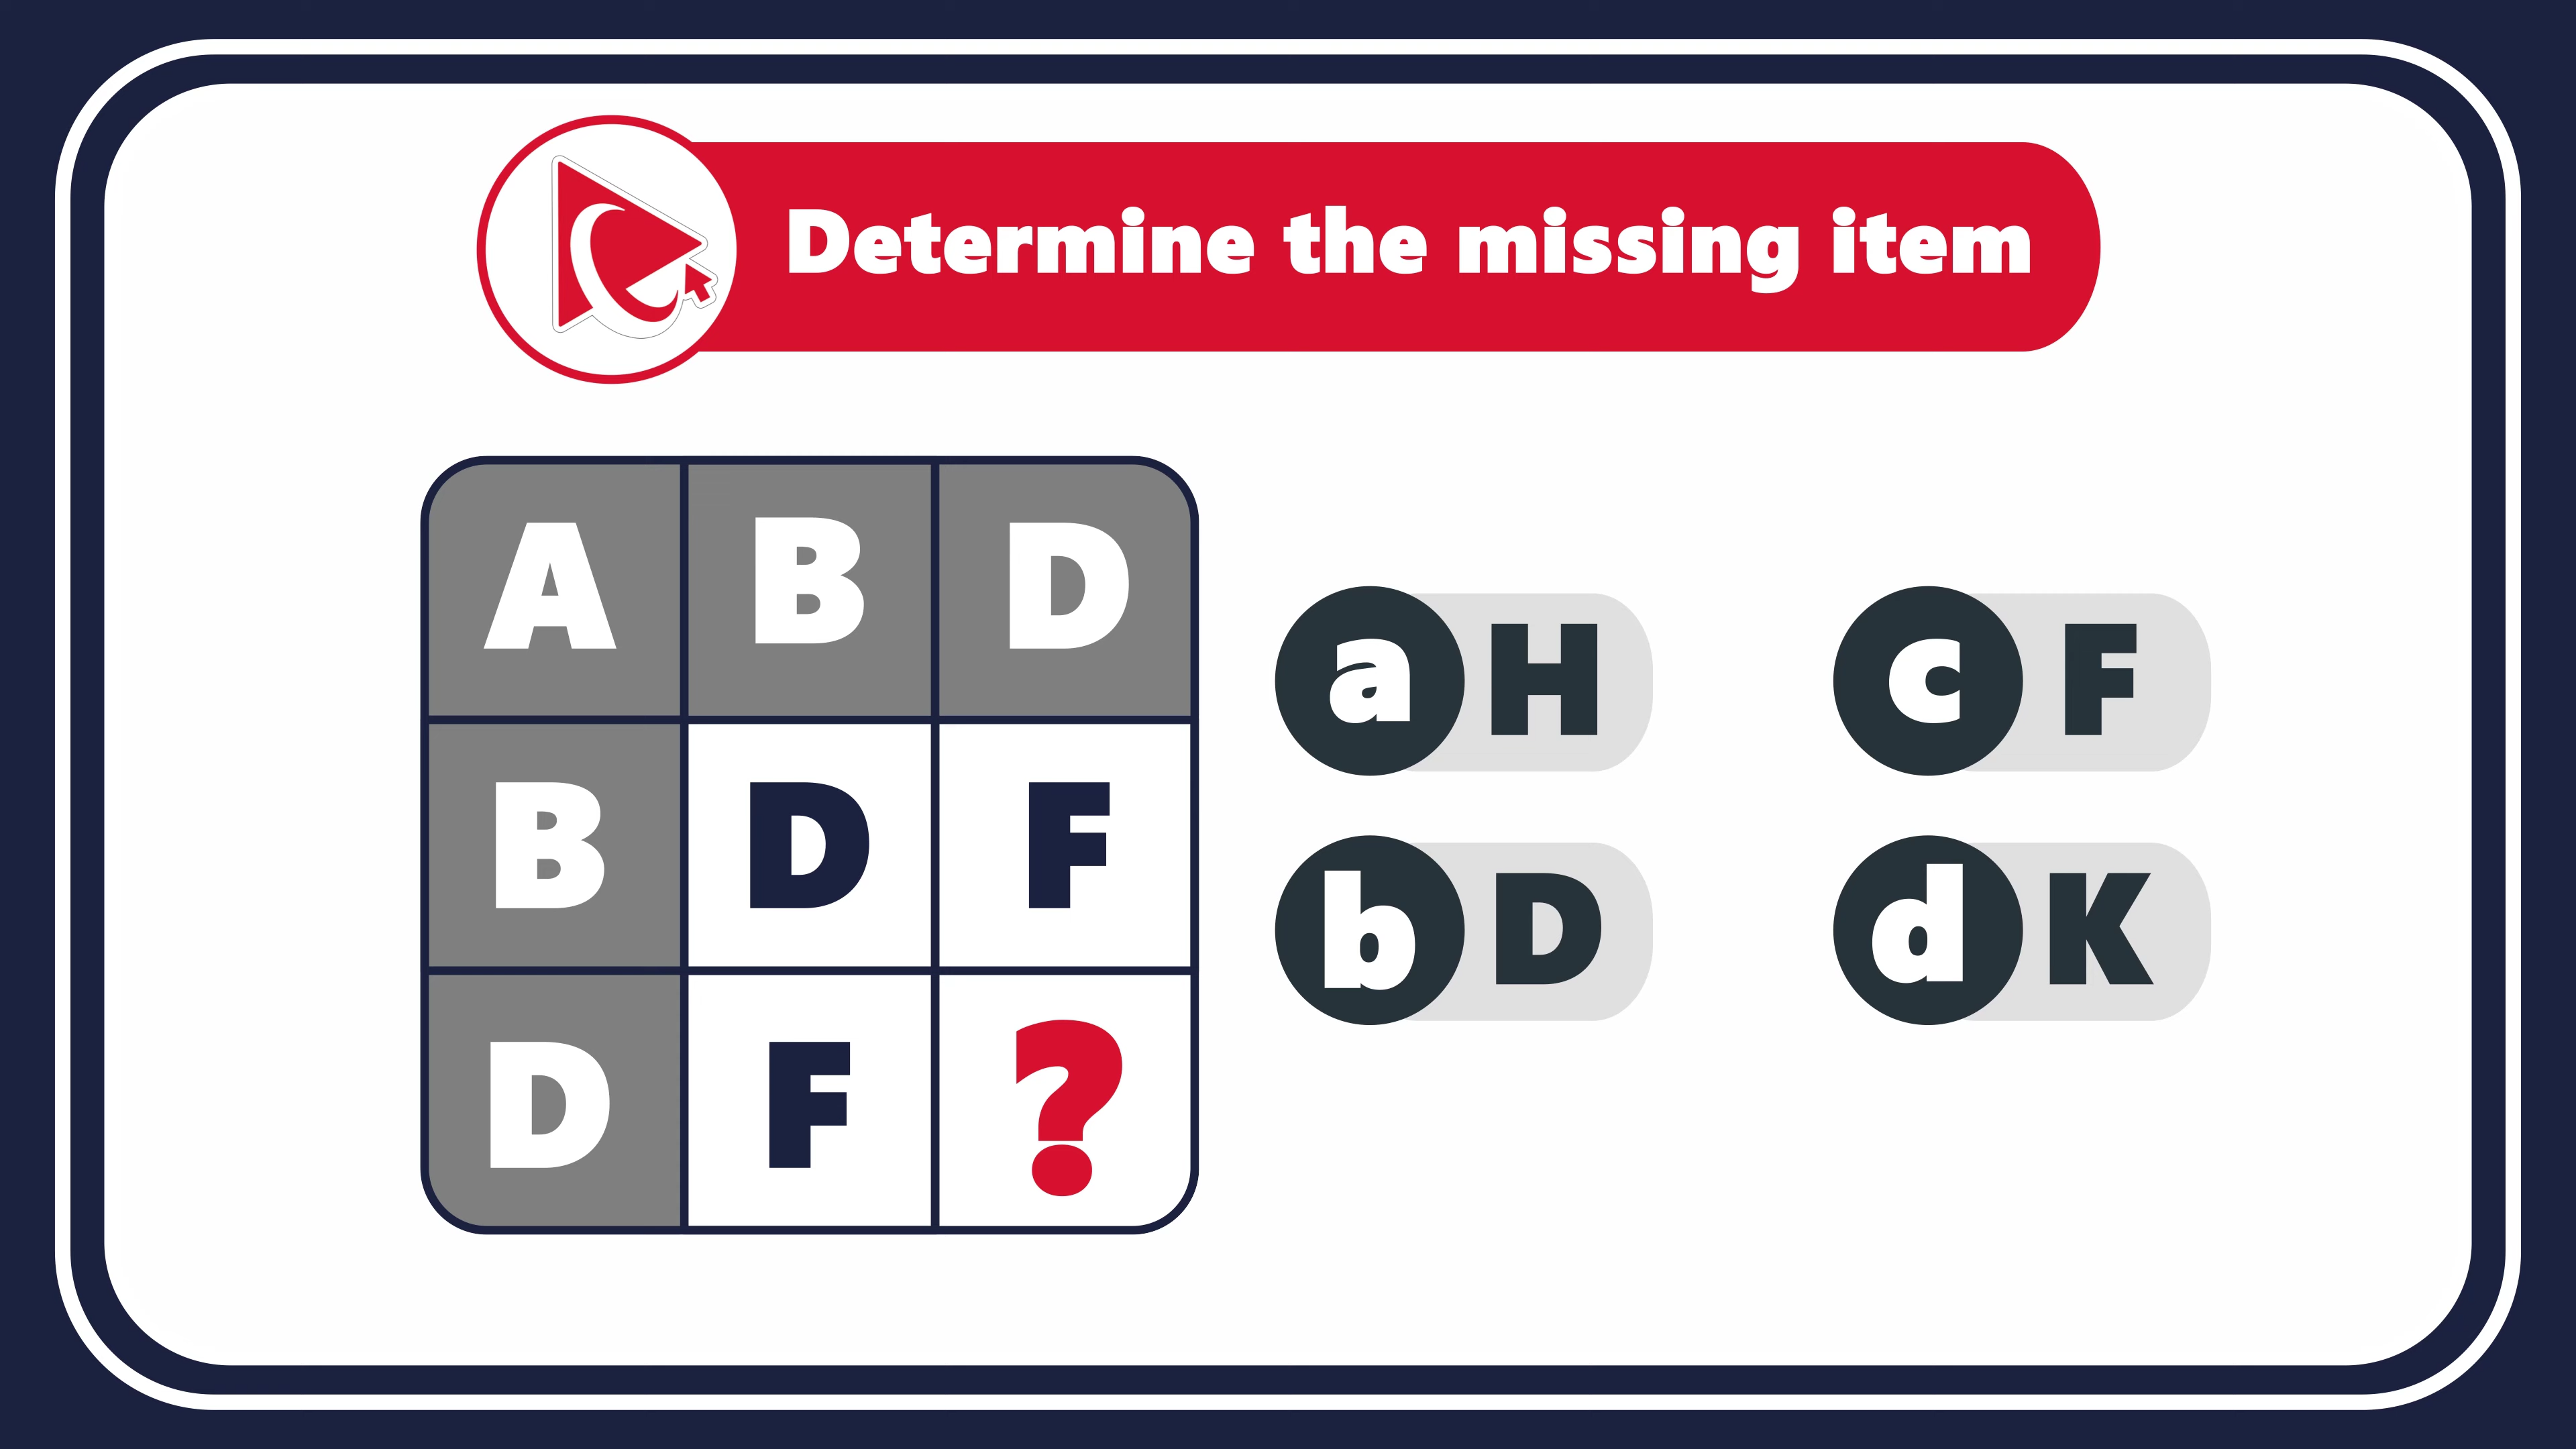 Determine the missing item
A B D
B D F
D F ?
a H
c F
b D
d K